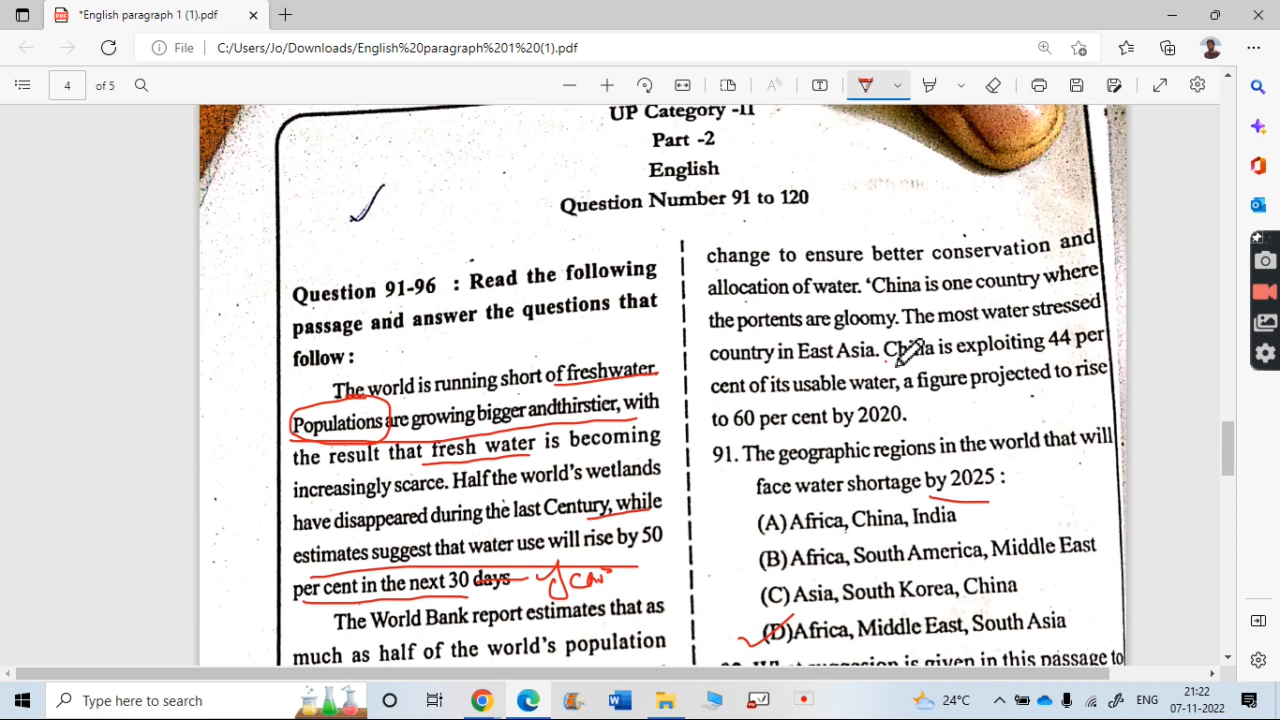 *English paragraph 1 (1).pdf
File
C:/Users/Jo/Downloads/English%20paragraph%201%20(1).pdf
4
of 5
UP Category -II
Part -2
English
Question Number 91 to 120
Question 91-96 : Read the following
passage and answer the questions that
follow :
The world is running short of freshwater.
Populations are growing bigger andthirstier, with
the result that fresh water is becoming
increasingly scarce. Half the world's wetlands
have disappeared during the last Century, while
estimates suggest that water use will rise by 50
per cent in the next 30 days
The World Bank report estimates that as
much as half of the world's population
change to ensure better conservation and
allocation of water. 'China is one country where
the portents are gloomy. The most water stressed
country in East Asia. China is exploiting 44 per
cent of its usable water, a figure projected to rise
to 60 per cent by 2020.
91. The geographic regions in the world that will
face water shortage by 2025 :
(A) Africa, China, India
(B) Africa, South America, Middle East
(C) Asia, South Korea, China
(D) Africa, Middle East, South Asia
is given in this passage to
Type here to search
24°C
ENG
21:22
07-11-2022